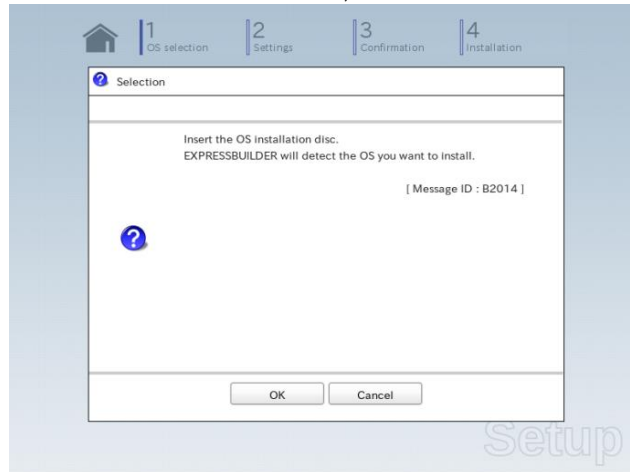 1
OS selection
2
Settings
3
Confirmation
4
Installation
Selection
Insert the OS installation disc.
EXPRESSBUILDER will detect the OS you want to install.
[ Message ID : B2014 ]
OK
Cancel
Setup